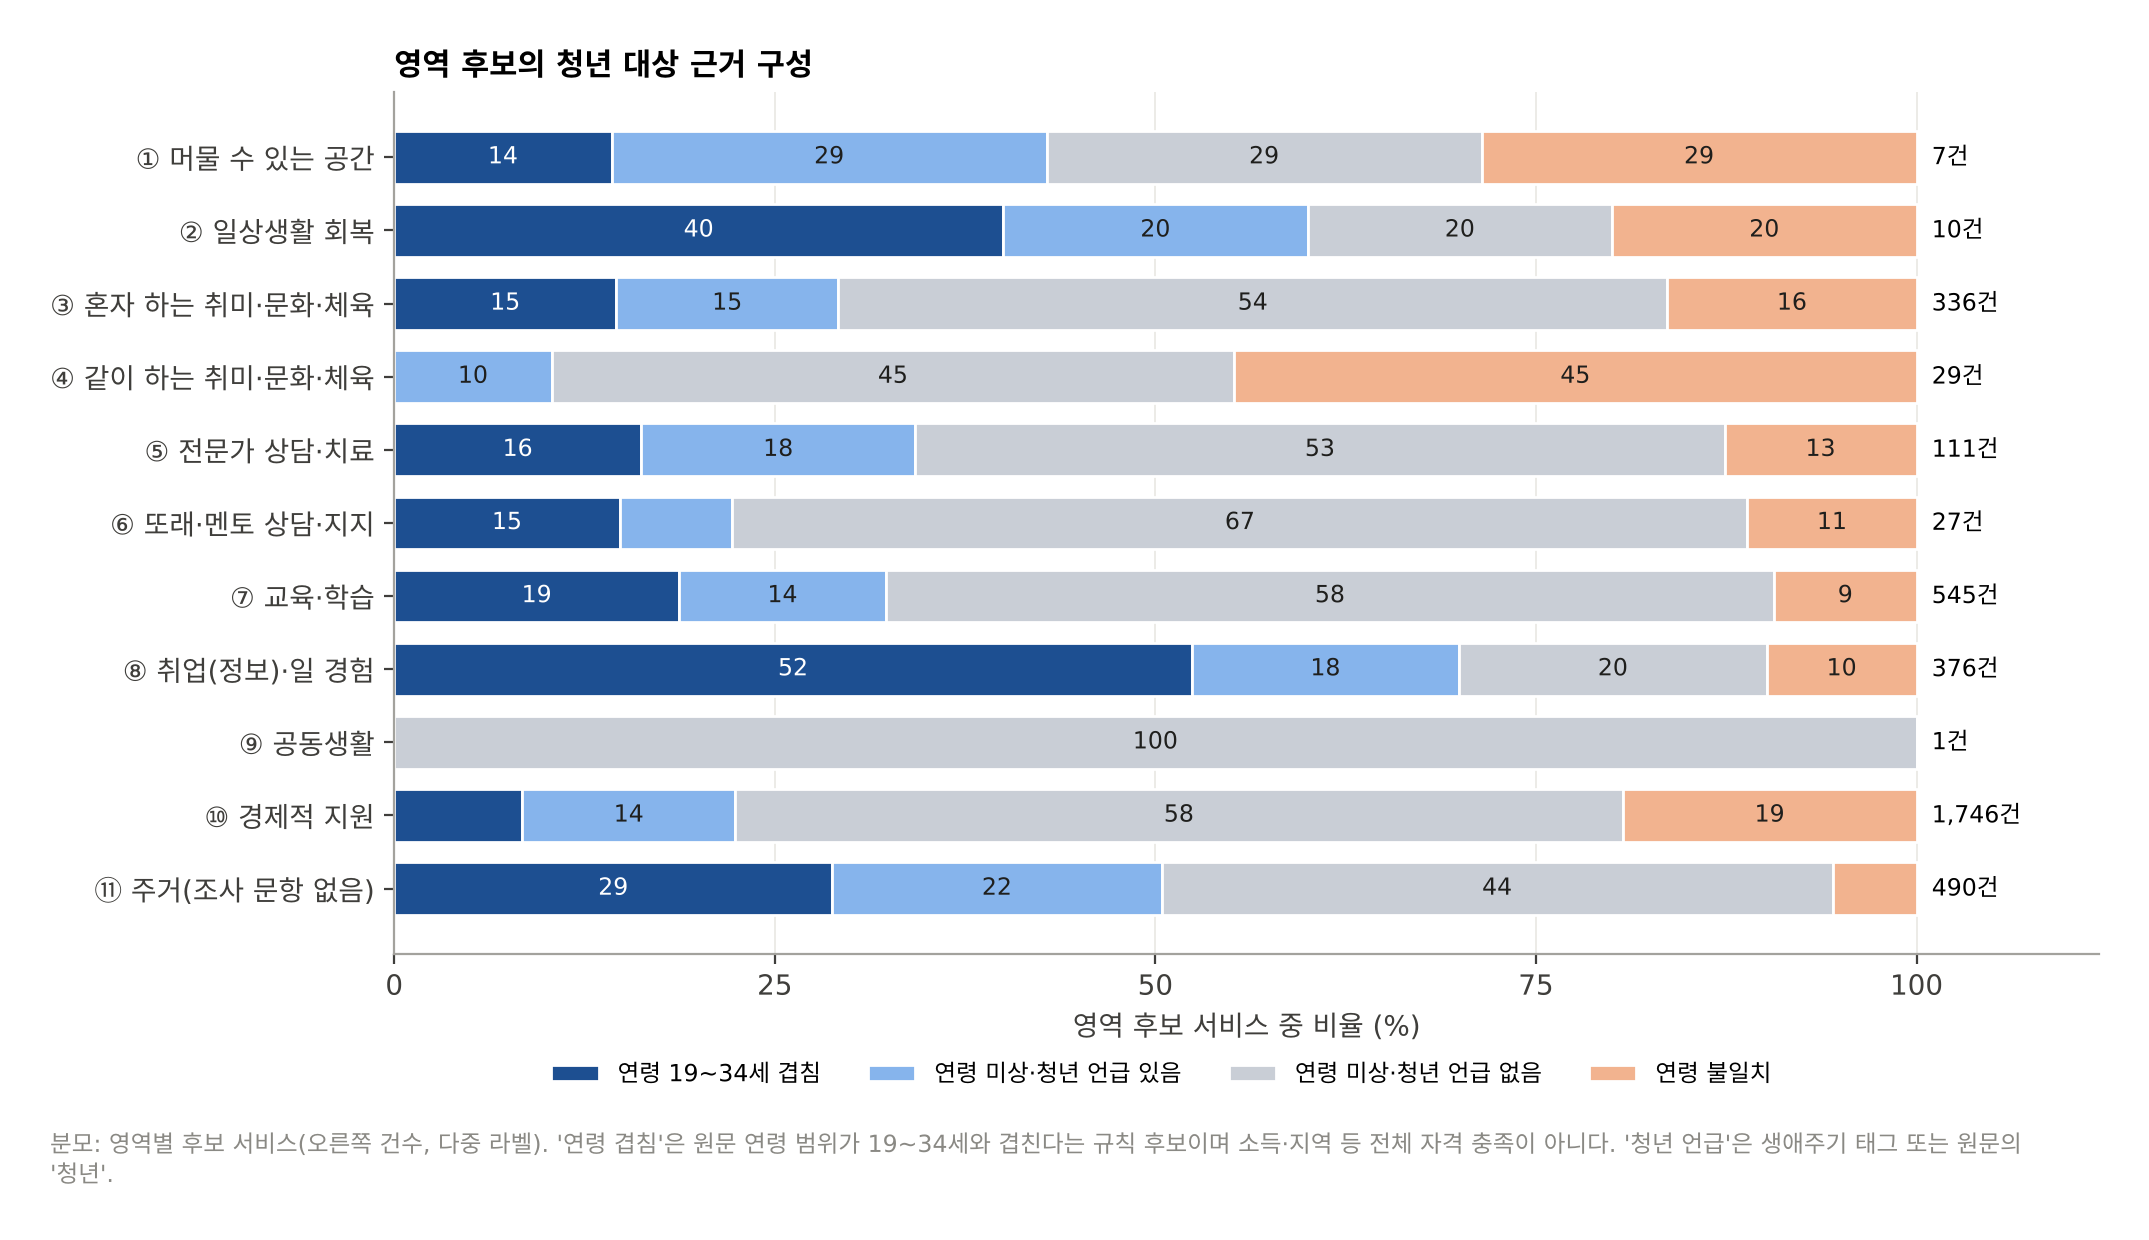 영역 후보의 청년 대상 근거 구성
① 머물 수 있는 공간 14 29 29 29 7건
② 일상생활 회복 40 20 20 20 10건
③ 혼자 하는 취미·문화·체육 15 15 54 16 336건
④ 같이 하는 취미·문화·체육 10 45 45 29건
⑤ 전문가 상담·치료 16 18 53 13 111건
⑥ 또래·멘토 상담·지지 15 67 11 27건
⑦ 교육·학습 19 14 58 9 545건
⑧ 취업(정보)·일 경험 52 18 20 10 376건
⑨ 공동생활 100 1건
⑩ 경제적 지원 14 58 19 1,746건
⑪ 주거(조사 문항 없음) 29 22 44 490건
0 25 50 75 100
영역 후보 서비스 중 비율 (%)
연령 19~34세 겹침 연령 미상·청년 언급 있음 연령 미상·청년 언급 없음 연령 불일치
분모: 영역별 후보 서비스(오른쪽 건수, 다중 라벨). '연령 겹침'은 원문 연령 범위가 19~34세와 겹친다는 규칙 후보이며 소득·지역 등 전체 자격 충족이 아니다. '청년 언급'은 생애주기 태그 또는 원문의
'청년'.